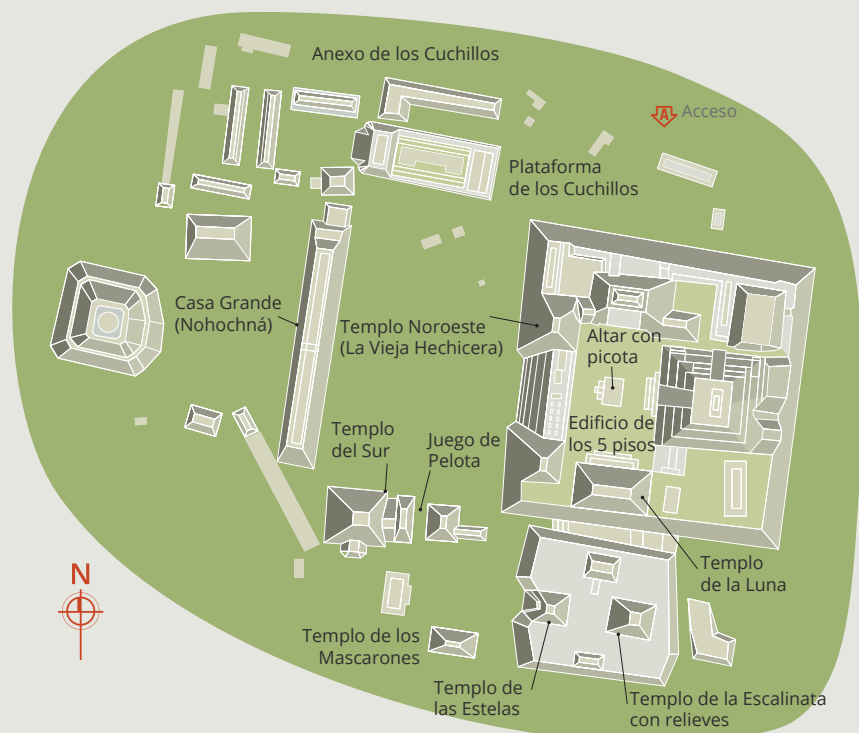 Anexo de los Cuchillos
A
Acceso
Plataforma
de los Cuchillos
Casa Grande
(Nohochná)
Templo Noroeste
(La Vieja Hechicera)
Altar con
picota
Edificio de
los 5 pisos
Templo
del Sur
Juego de
Pelota
Templo
de la Luna
N
Templo de los
Mascarones
Templo de
las Estelas
Templo de la Escalinata
con relieves